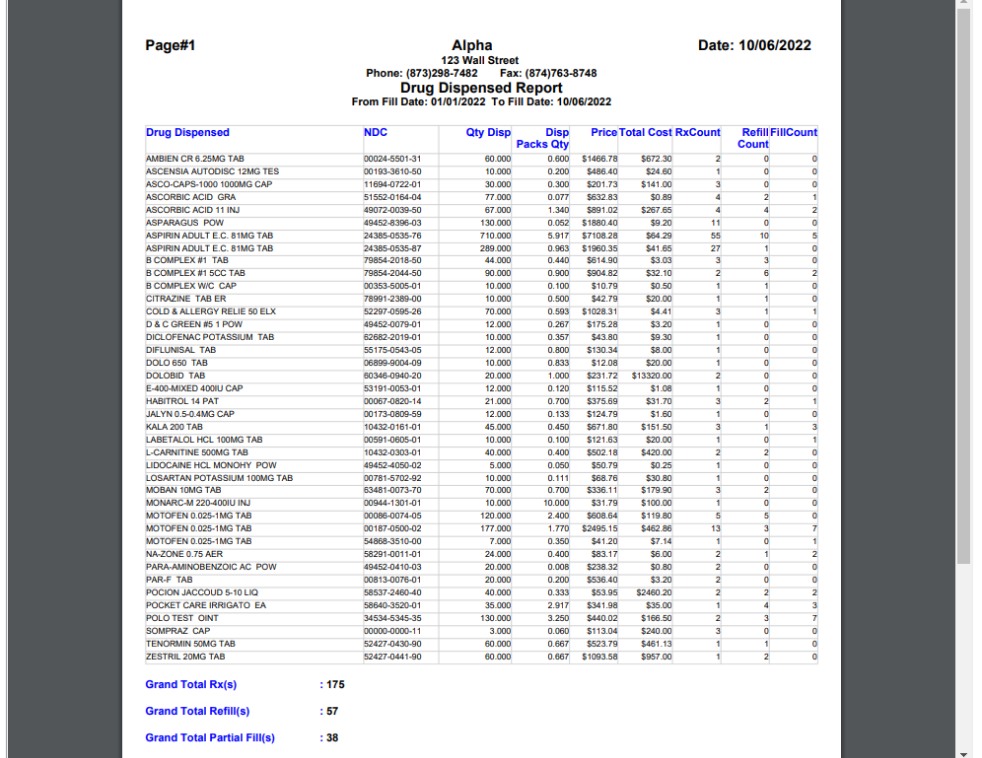 Page#1 Alpha Date: 10/06/2022
123 Wall Street
Phone: (873)298-7482 Fax: (874)763-8748
Drug Dispensed Report
From Fill Date: 01/01/2022 To Fill Date: 10/06/2022
Drug Dispensed NDC Qty Disp Disp Packs Qty Price Total Cost RxCount Refill Count FillCount
AMBIEN CR 6.25MG TAB 00024-5501-31 60.000 0.600 $1466.78 $672.30 2 0 0
ASCENSIA AUTODISC 12MG TES 00193-3610-50 10.000 0.200 $486.40 $24.60 1 0 0
ASCO-CAPS-1000 1000MG CAP 11694-0722-01 30.000 0.300 $201.73 $141.00 3 0 0
ASCORBIC ACID GRA 51552-0164-04 77.000 0.077 $632.83 $0.89 4 2 1
ASCORBIC ACID 11 INJ 49072-0039-50 67.000 1.340 $891.02 $267.65 4 4 2
ASPARAGUS POW 49452-8396-03 130.000 0.052 $1880.40 $9.20 11 0 0
ASPIRIN ADULT E.C. 81MG TAB 24385-0535-76 710.000 5.917 $7108.28 $64.29 55 10 5
ASPIRIN ADULT E.C. 81MG TAB 24385-0535-87 289.000 0.963 $1960.35 $41.65 27 1 0
B COMPLEX #1 TAB 79854-2018-50 44.000 0.440 $614.90 $3.03 3 3 0
B COMPLEX #1 5CC TAB 79854-2044-50 90.000 0.900 $904.82 $32.10 2 6 2
B COMPLEX W/C CAP 00353-5005-01 10.000 0.100 $10.79 $0.50 1 1 0
CITRAZINE TAB ER 78991-2389-00 10.000 0.500 $42.79 $20.00 1 1 0
COLD & ALLERGY RELIE 50 ELX 52297-0595-26 70.000 0.593 $1028.31 $4.41 3 1 1
D & C GREEN #5 1 POW 49452-0079-01 12.000 0.267 $175.28 $3.20 1 0 0
DICLOFENAC POTASSIUM TAB 62682-2019-01 10.000 0.357 $43.80 $9.30 1 0 0
DIFLUNISAL TAB 55175-0543-05 12.000 0.800 $130.34 $8.00 1 0 0
DOLO 650 TAB 06899-9004-09 10.000 0.833 $12.08 $20.00 1 0 0
DOLOBID TAB 60346-0940-20 20.000 1.000 $231.72 $13320.00 2 0 0
E-400-MIXED 400IU CAP 53191-0053-01 12.000 0.120 $115.52 $1.08 1 0 0
HABITROL 14 PAT 00067-0820-14 21.000 0.700 $375.69 $31.70 3 2 1
JALYN 0.5-0.4MG CAP 00173-0809-59 12.000 0.133 $124.79 $1.60 1 0 0
KALA 200 TAB 10432-0161-01 45.000 0.450 $671.80 $151.50 3 1 3
LABETALOL HCL 100MG TAB 00591-0605-01 10.000 0.100 $121.63 $20.00 1 0 1
L-CARNITINE 500MG TAB 10432-0303-01 40.000 0.400 $502.18 $420.00 2 2 0
LIDOCAINE HCL MONOHY POW 49452-4050-02 5.000 0.050 $50.79 $0.25 1 0 0
LOSARTAN POTASSIUM 100MG TAB 00781-5702-92 10.000 0.111 $68.76 $30.80 1 0 0
MOBAN 10MG TAB 63481-0073-70 70.000 0.700 $336.11 $179.90 3 2 0
MONARC-M 220-400IU INJ 00944-1301-01 10.000 10.000 $31.79 $100.00 1 0 0
MOTOFEN 0.025-1MG TAB 00086-0074-05 120.000 2.400 $608.64 $119.80 5 5 0
MOTOFEN 0.025-1MG TAB 00187-0500-02 177.000 1.770 $2495.15 $462.86 13 3 7
MOTOFEN 0.025-1MG TAB 54868-3510-00 7.000 0.350 $41.20 $7.14 1 0 1
NA-ZONE 0.75 AER 58291-0011-01 24.000 0.400 $83.17 $6.00 2 1 2
PARA-AMINOBENZOIC AC POW 49452-0410-03 20.000 0.008 $238.32 $0.80 2 0 0
PAR-F TAB 00813-0076-01 20.000 0.200 $536.40 $3.20 2 0 0
POCION JACCOUD 5-10 LIQ 58537-2460-40 40.000 0.333 $53.95 $2460.20 2 2 2
POCKET CARE IRRIGATO EA 58640-3520-01 35.000 2.917 $341.98 $35.00 1 4 3
POLO TEST OINT 34534-5345-35 130.000 3.250 $440.02 $166.50 2 3 7
SOMPRAZ CAP 00000-0000-11 3.000 0.060 $113.04 $240.00 3 0 0
TENORMIN 50MG TAB 52427-0430-90 60.000 0.667 $523.79 $461.13 1 1 0
ZESTRIL 20MG TAB 52427-0441-90 60.000 0.667 $1093.58 $957.00 1 2 0
Grand Total Rx(s) : 175
Grand Total Refill(s) : 57
Grand Total Partial Fill(s) : 38